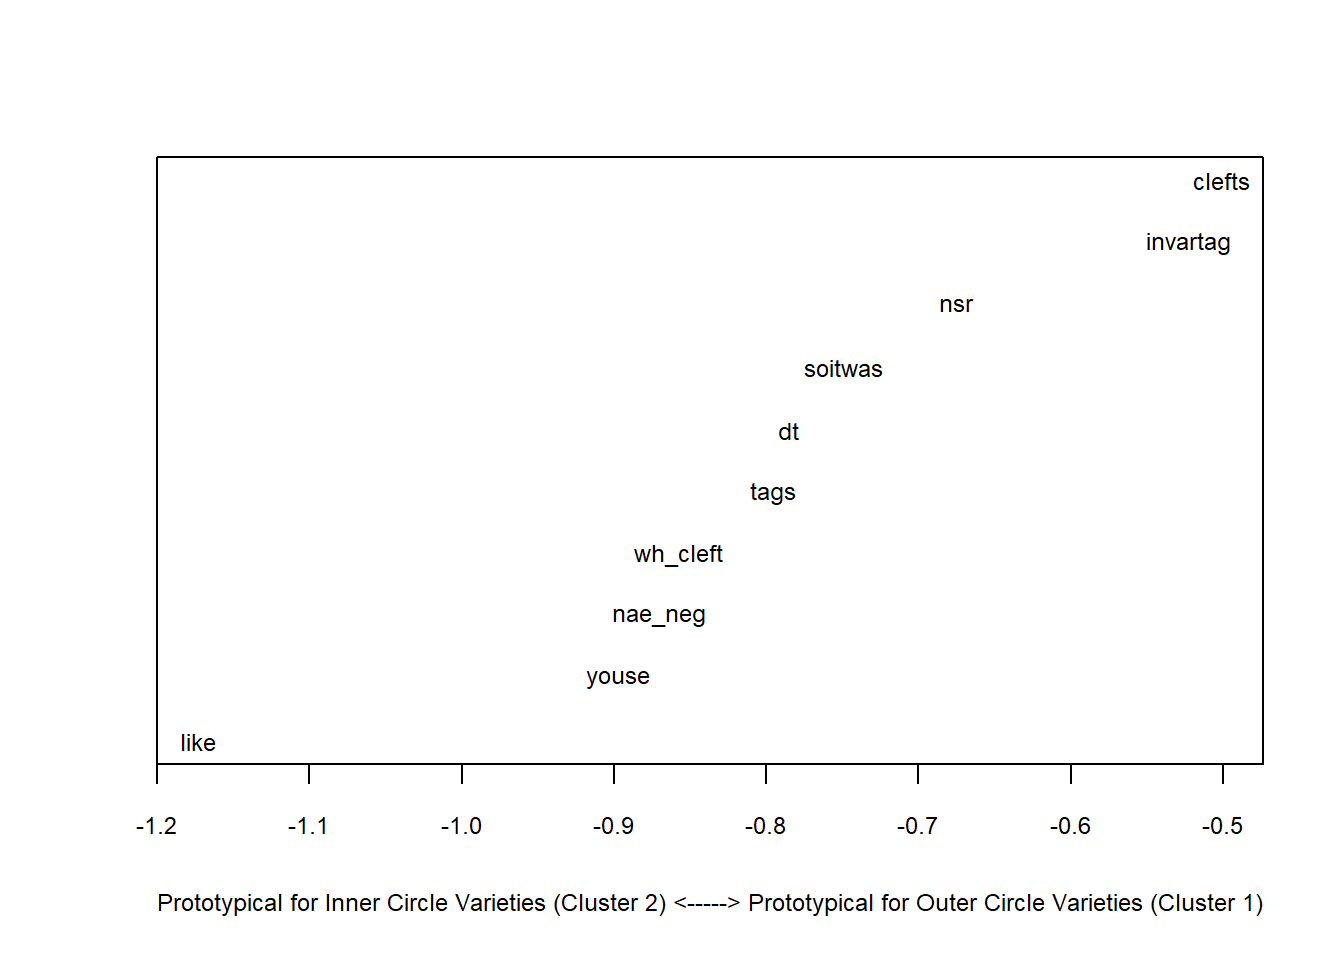 clefts
invartag
nsr
soitwas
dt
tags
wh_cleft
nae_neg
youse
like
-1.2 -1.1 -1.0 -0.9 -0.8 -0.7 -0.6 -0.5
Prototypical for Inner Circle Varieties (Cluster 2) <-----> Prototypical for Outer Circle Varieties (Cluster 1)